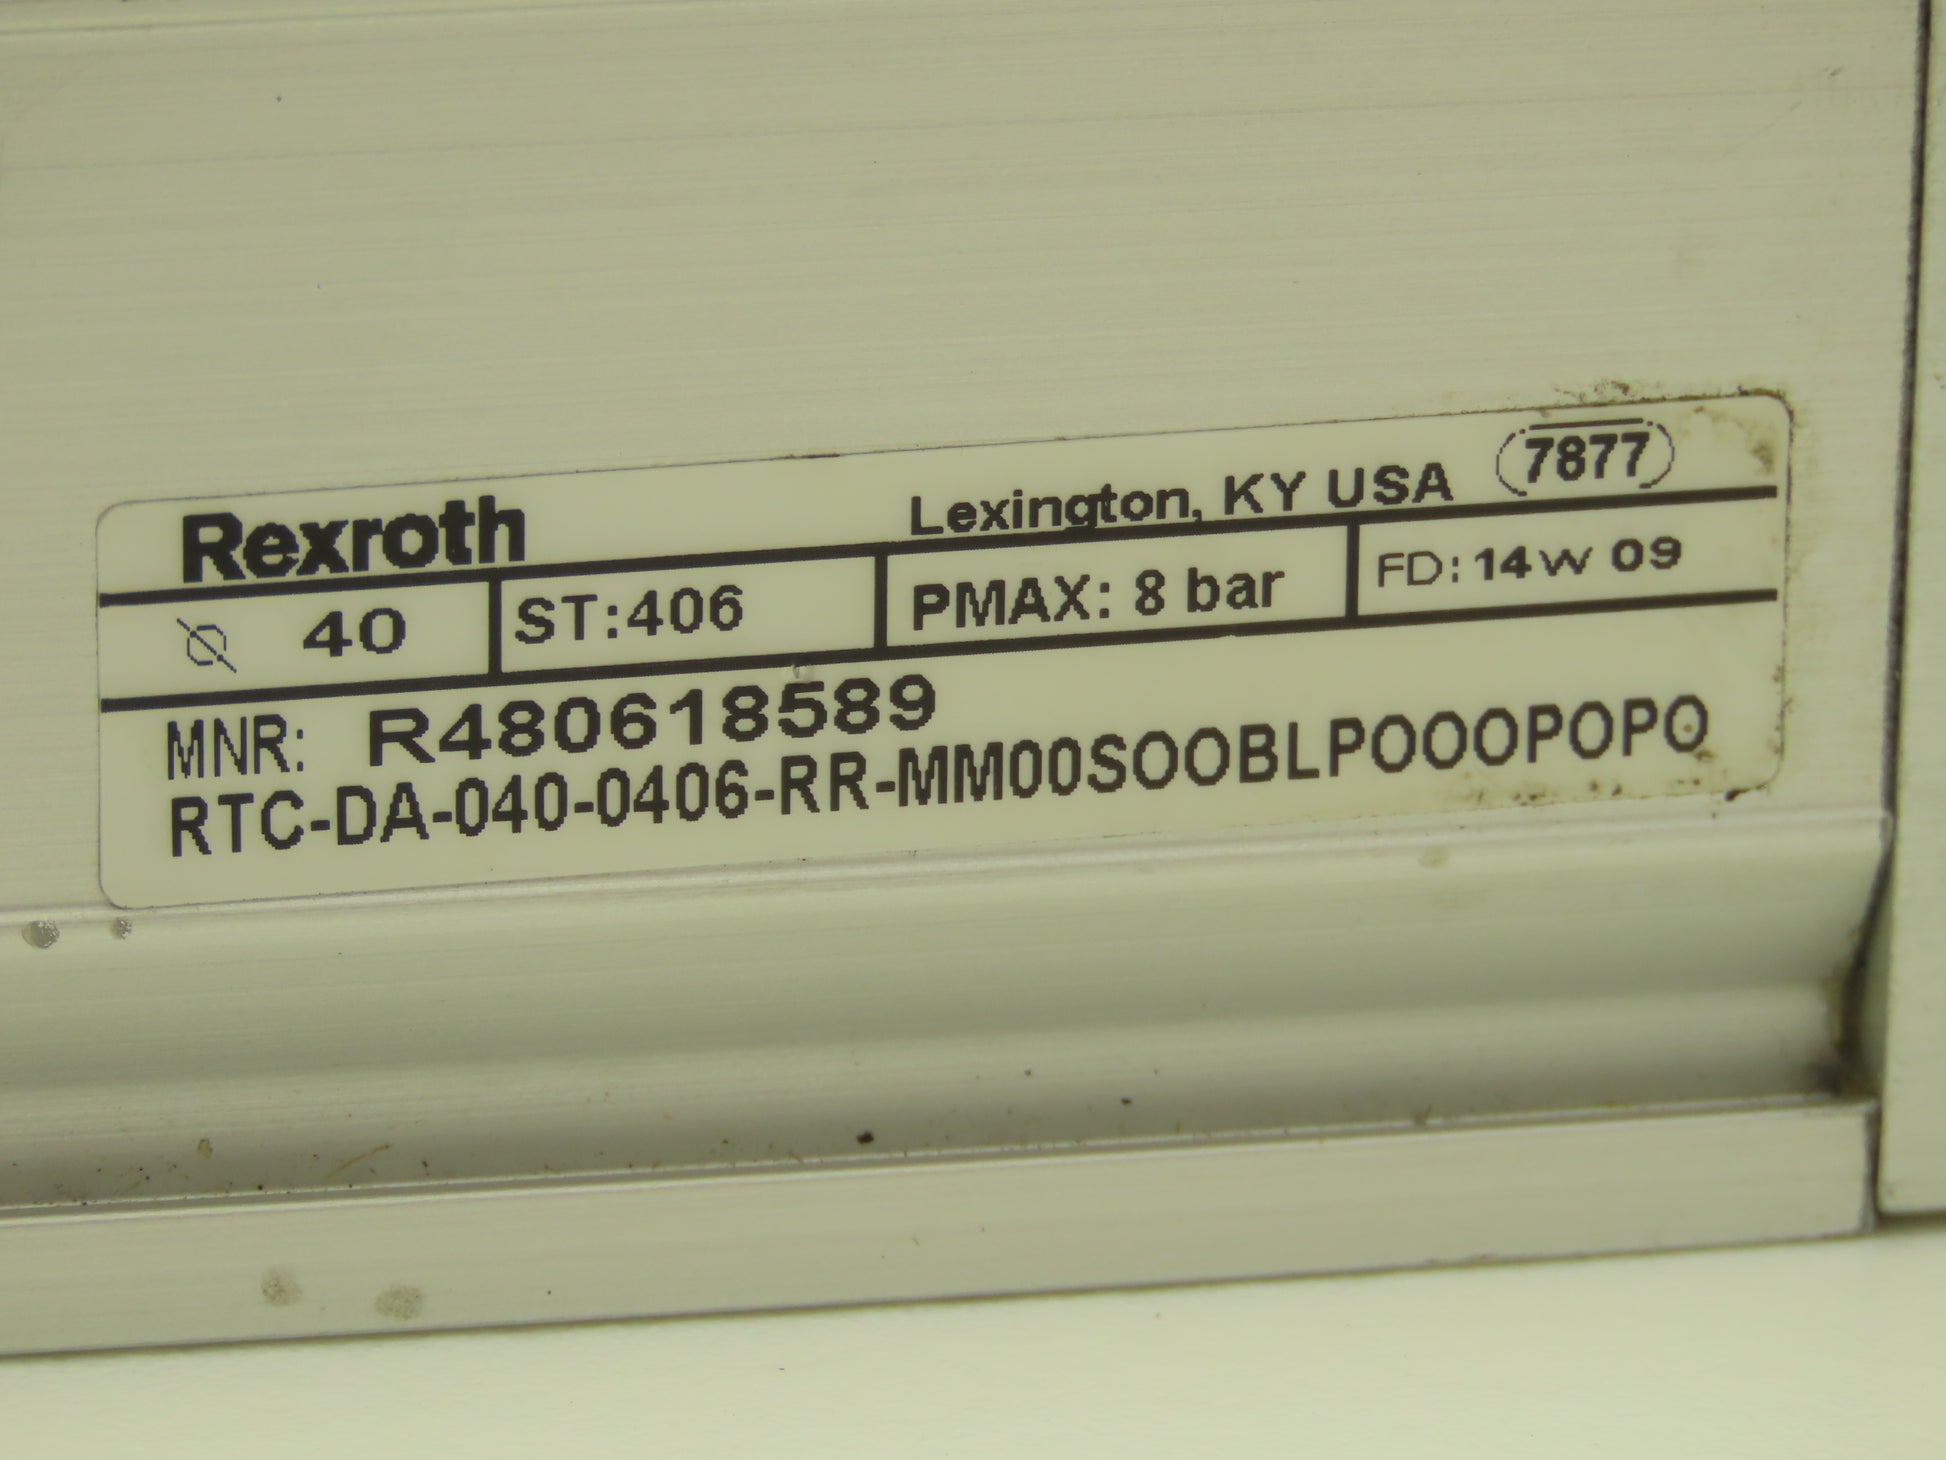 Rexroth Lexington, KY USA 7877
⌀ 40 ST:406 PMAX: 8 bar FD: 14W 09
MNR: R480618589
RTC-DA-040-0406-RR-MM00SOOBLPOOOPOPO